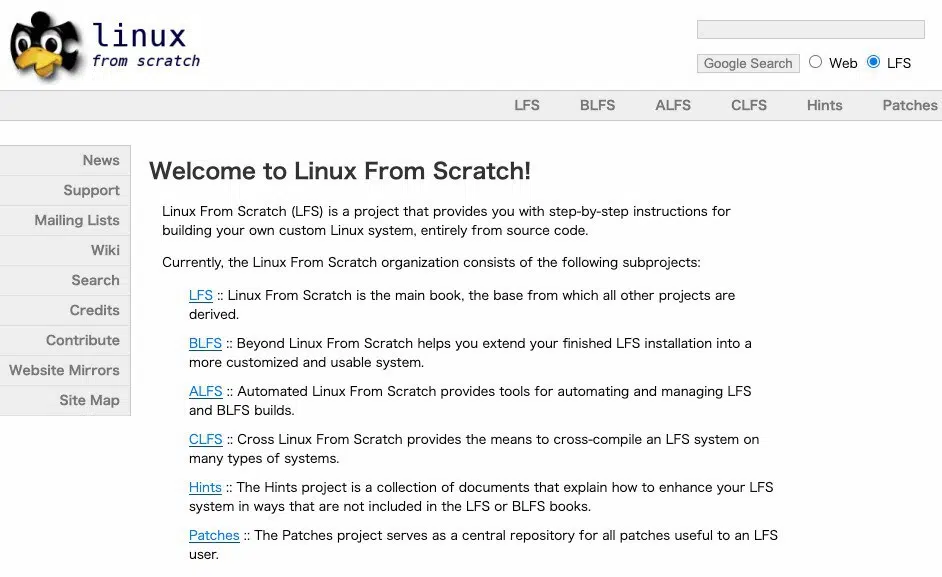 linux
from scratch
Google Search Web LFS
LFS BLFS ALFS CLFS Hints Patches
News
Support
Mailing Lists
Wiki
Search
Credits
Contribute
Website Mirrors
Site Map
Welcome to Linux From Scratch!
Linux From Scratch (LFS) is a project that provides you with step-by-step instructions for
building your own custom Linux system, entirely from source code.
Currently, the Linux From Scratch organization consists of the following subprojects:
LFS :: Linux From Scratch is the main book, the base from which all other projects are
derived.
BLFS :: Beyond Linux From Scratch helps you extend your finished LFS installation into a
more customized and usable system.
ALFS :: Automated Linux From Scratch provides tools for automating and managing LFS
and BLFS builds.
CLFS :: Cross Linux From Scratch provides the means to cross-compile an LFS system on
many types of systems.
Hints :: The Hints project is a collection of documents that explain how to enhance your LFS
system in ways that are not included in the LFS or BLFS books.
Patches :: The Patches project serves as a central repository for all patches useful to an LFS
user.